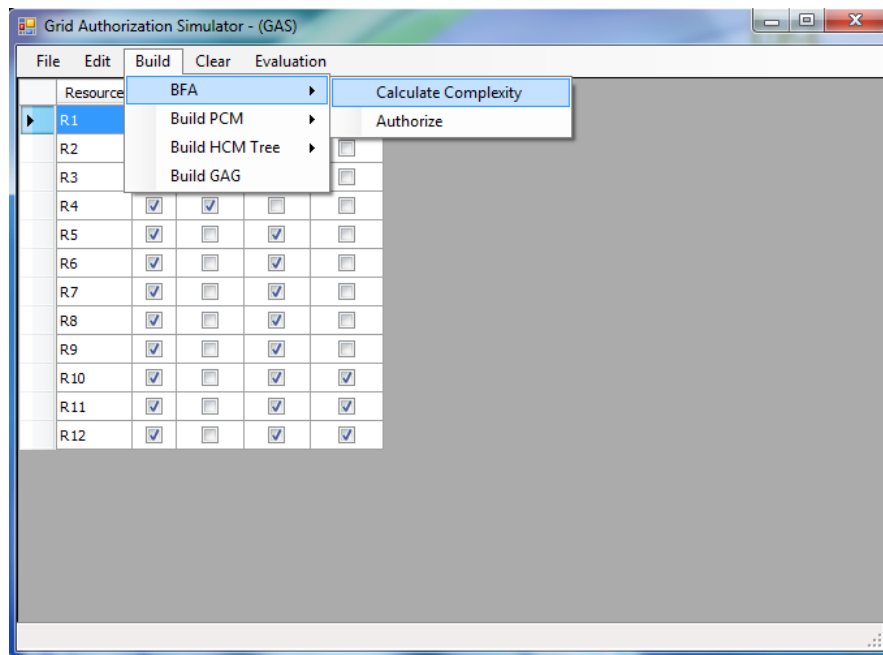 Grid Authorization Simulator - (GAS)
File Edit Build Clear Evaluation
Resource BFA Calculate Complexity
R1 Build PCM Authorize
R2 Build HCM Tree
R3 Build GAG
R4
R5
R6
R7
R8
R9
R10
R11
R12